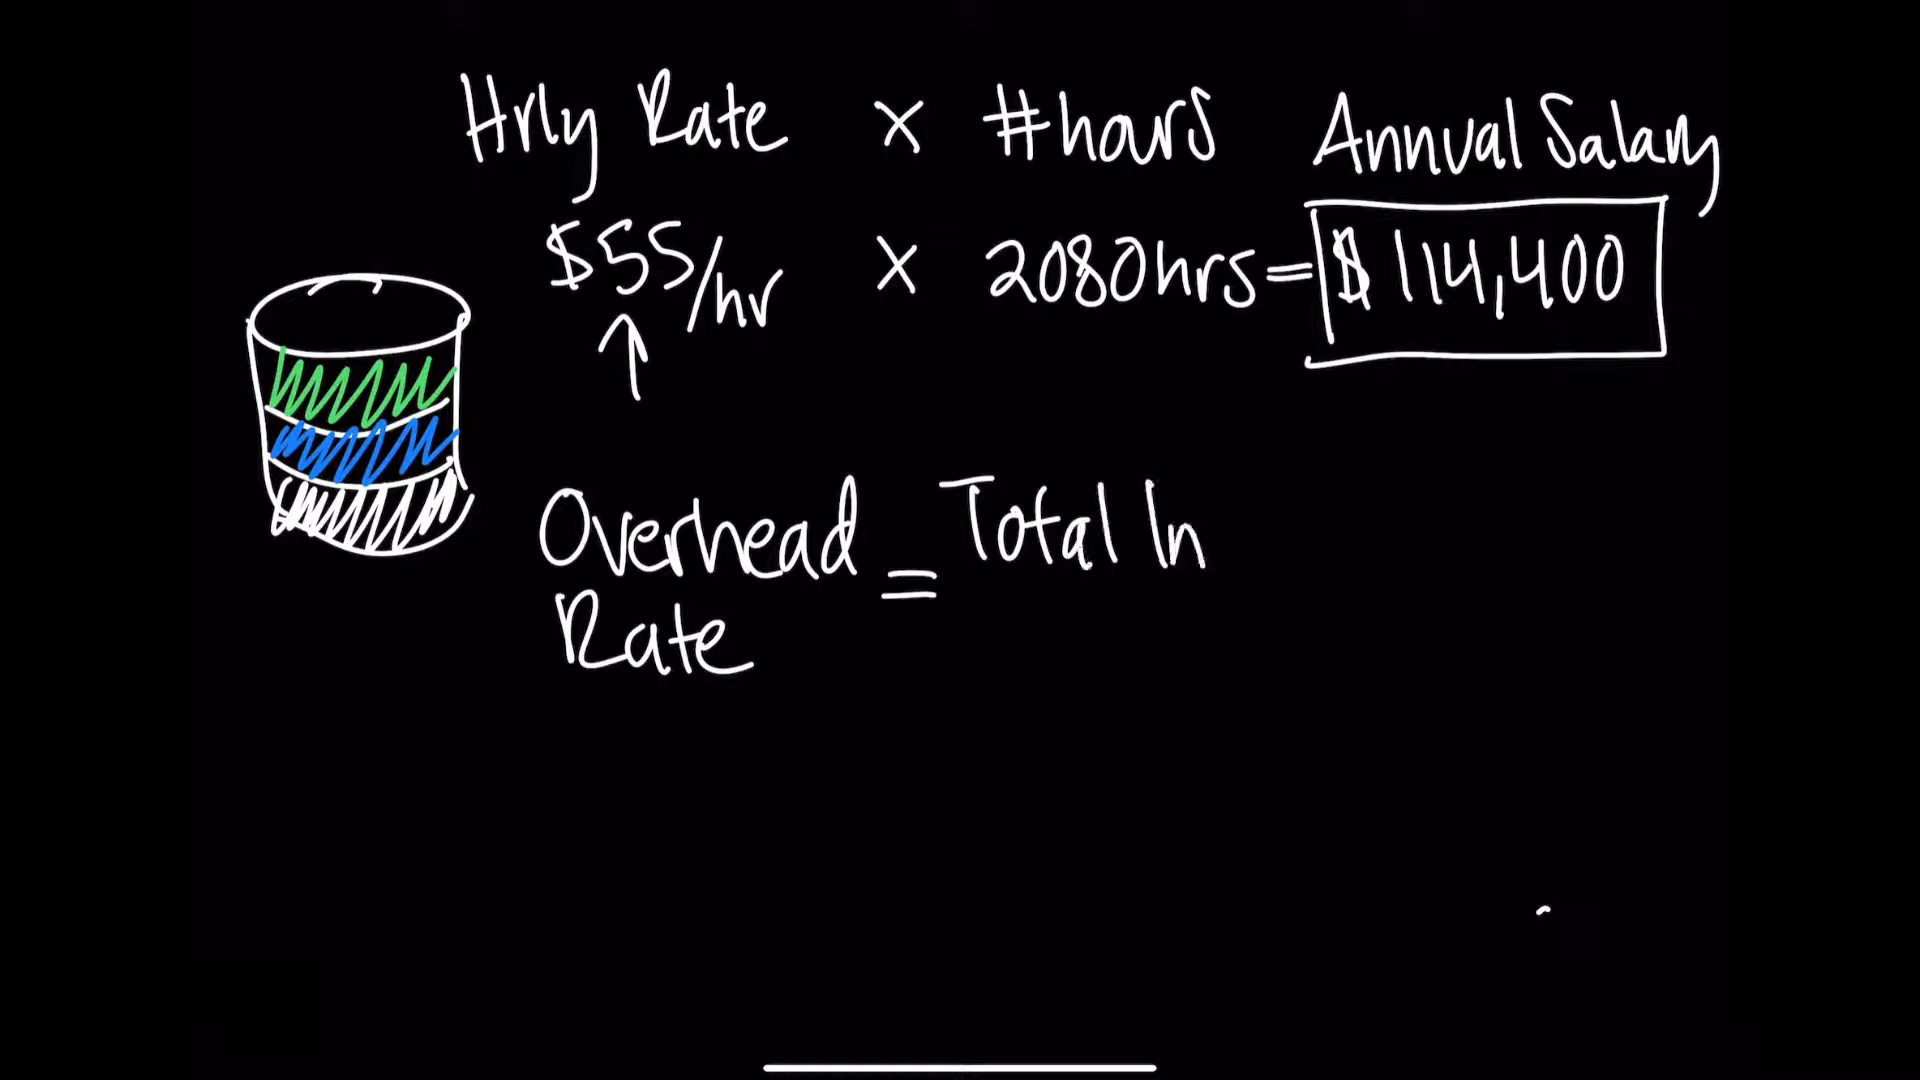 Hrly Rate x #hours Annual Salary
$55/hr x 2080hrs = $114,400
Overhead = Total In
Rate